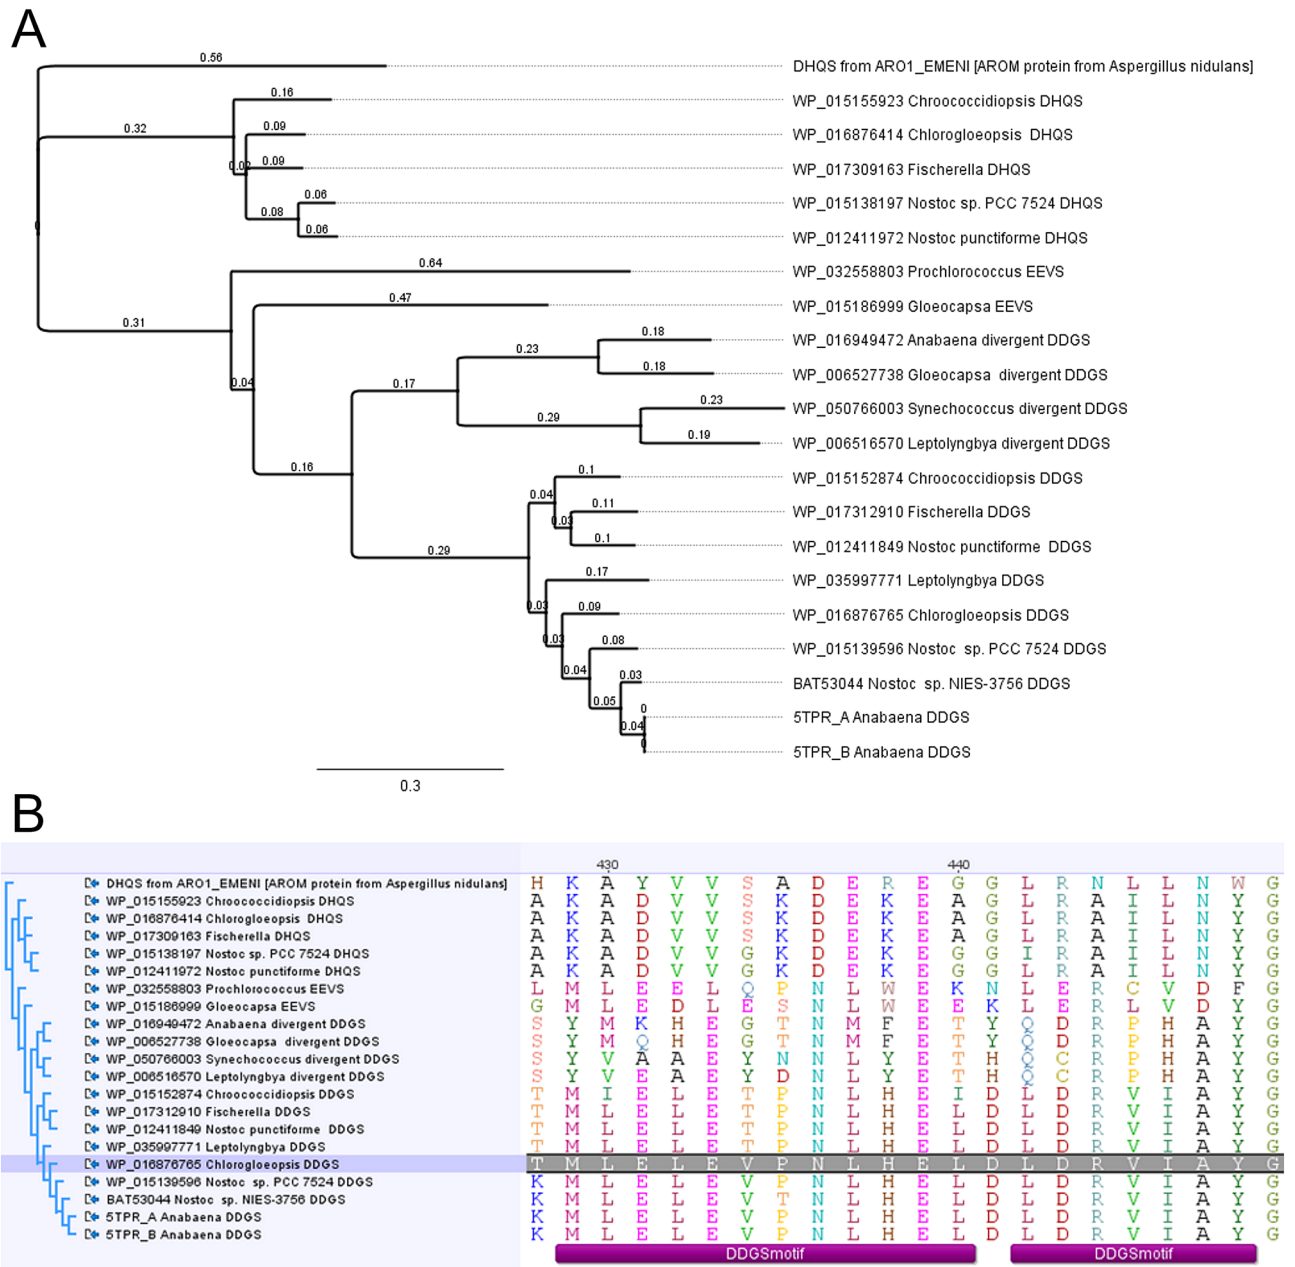 A
0.56
DHQS from ARO1_EMENI [AROM protein from Aspergillus nidulans]
0.16
WP_015155923 Chroococcidiopsis DHQS
0.32
0.09
WP_016876414 Chlorogloeopsis DHQS
0.02
0.09
WP_017309163 Fischerella DHQS
0.06
WP_015138197 Nostoc sp. PCC 7524 DHQS
0.08
0.06
WP_012411972 Nostoc punctiforme DHQS
0
0.64
WP_032558803 Prochlorococcus EEVS
0.31
0.47
WP_015186999 Gloeocapsa EEVS
0.18
WP_016949472 Anabaena divergent DDGS
0.23
0.18
WP_006527738 Gloeocapsa divergent DDGS
0.04
0.17
0.23
WP_050766003 Synechococcus divergent DDGS
0.29
0.19
WP_006516570 Leptolyngbya divergent DDGS
0.16
0.1
WP_015152874 Chroococcidiopsis DDGS
0.04
0.11
WP_017312910 Fischerella DDGS
0.03
0.1
WP_012411849 Nostoc punctiforme DDGS
0.29
0.17
WP_035997771 Leptolyngbya DDGS
0.03
0.09
WP_016876765 Chlorogloeopsis DDGS
0.03
0.08
WP_015139596 Nostoc sp. PCC 7524 DDGS
0.04
0.03
BAT53044 Nostoc sp. NIES-3756 DDGS
0.05
0
5TPR_A Anabaena DDGS
0.04
0
5TPR_B Anabaena DDGS
0.3
B
430 440
DHQS from ARO1_EMENI [AROM protein from Aspergillus nidulans] H K A Y V V S A D E R E G G L R N L L N W G
WP_015155923 Chroococcidiopsis DHQS A K A D V V S K D E K E A G L R A I L N Y G
WP_016876414 Chlorogloeopsis DHQS A K A D V V S K D E K E A G L R A I L N Y G
WP_017309163 Fischerella DHQS A K A D V V S K D E K E A G L R A I L N Y G
WP_015138197 Nostoc sp. PCC 7524 DHQS A K A D V V G K D E K E G G I R A I L N Y G
WP_012411972 Nostoc punctiforme DHQS A K A D V V G K D E K E G G L R A I L N Y G
WP_032558803 Prochlorococcus EEVS L M L E E L Q P N L W E K N L E R C V D F G
WP_015186999 Gloeocapsa EEVS G M L E D L E S N L W E E K L E R L V D Y G
WP_016949472 Anabaena divergent DDGS S Y M K H E G T N M F E T Y Q D R P H A Y G
WP_006527738 Gloeocapsa divergent DDGS S Y M Q H E G T N M F E T Y Q D R P H A Y G
WP_050766003 Synechococcus divergent DDGS S Y V A A E Y N N L Y E T H Q C R P H A Y G
WP_006516570 Leptolyngbya divergent DDGS S Y V E A E Y D N L Y E T H Q C R P H A Y G
WP_015152874 Chroococcidiopsis DDGS T M I E L E T P N L H E I D L D R V I A Y G
WP_017312910 Fischerella DDGS T M L E L E T P N L H E L D L D R V I A Y G
WP_012411849 Nostoc punctiforme DDGS T M L E L E T P N L H E L D L D R V I A Y G
WP_035997771 Leptolyngbya DDGS T M L E L E T P N L H E L D L D R V I A Y G
WP_016876765 Chlorogloeopsis DDGS T M L E L E V P N L H E L D L D R V I A Y G
WP_015139596 Nostoc sp. PCC 7524 DDGS K M L E L E V P N L H E L D L D R V I A Y G
BAT53044 Nostoc sp. NIES-3756 DDGS K M L E L E V T N L H E L D L D R V I A Y G
5TPR_A Anabaena DDGS K M L E L E V P N L H E L D L D R V I A Y G
5TPR_B Anabaena DDGS K M L E L E V P N L H E L D L D R V I A Y G
DDGSmotif DDGSmotif